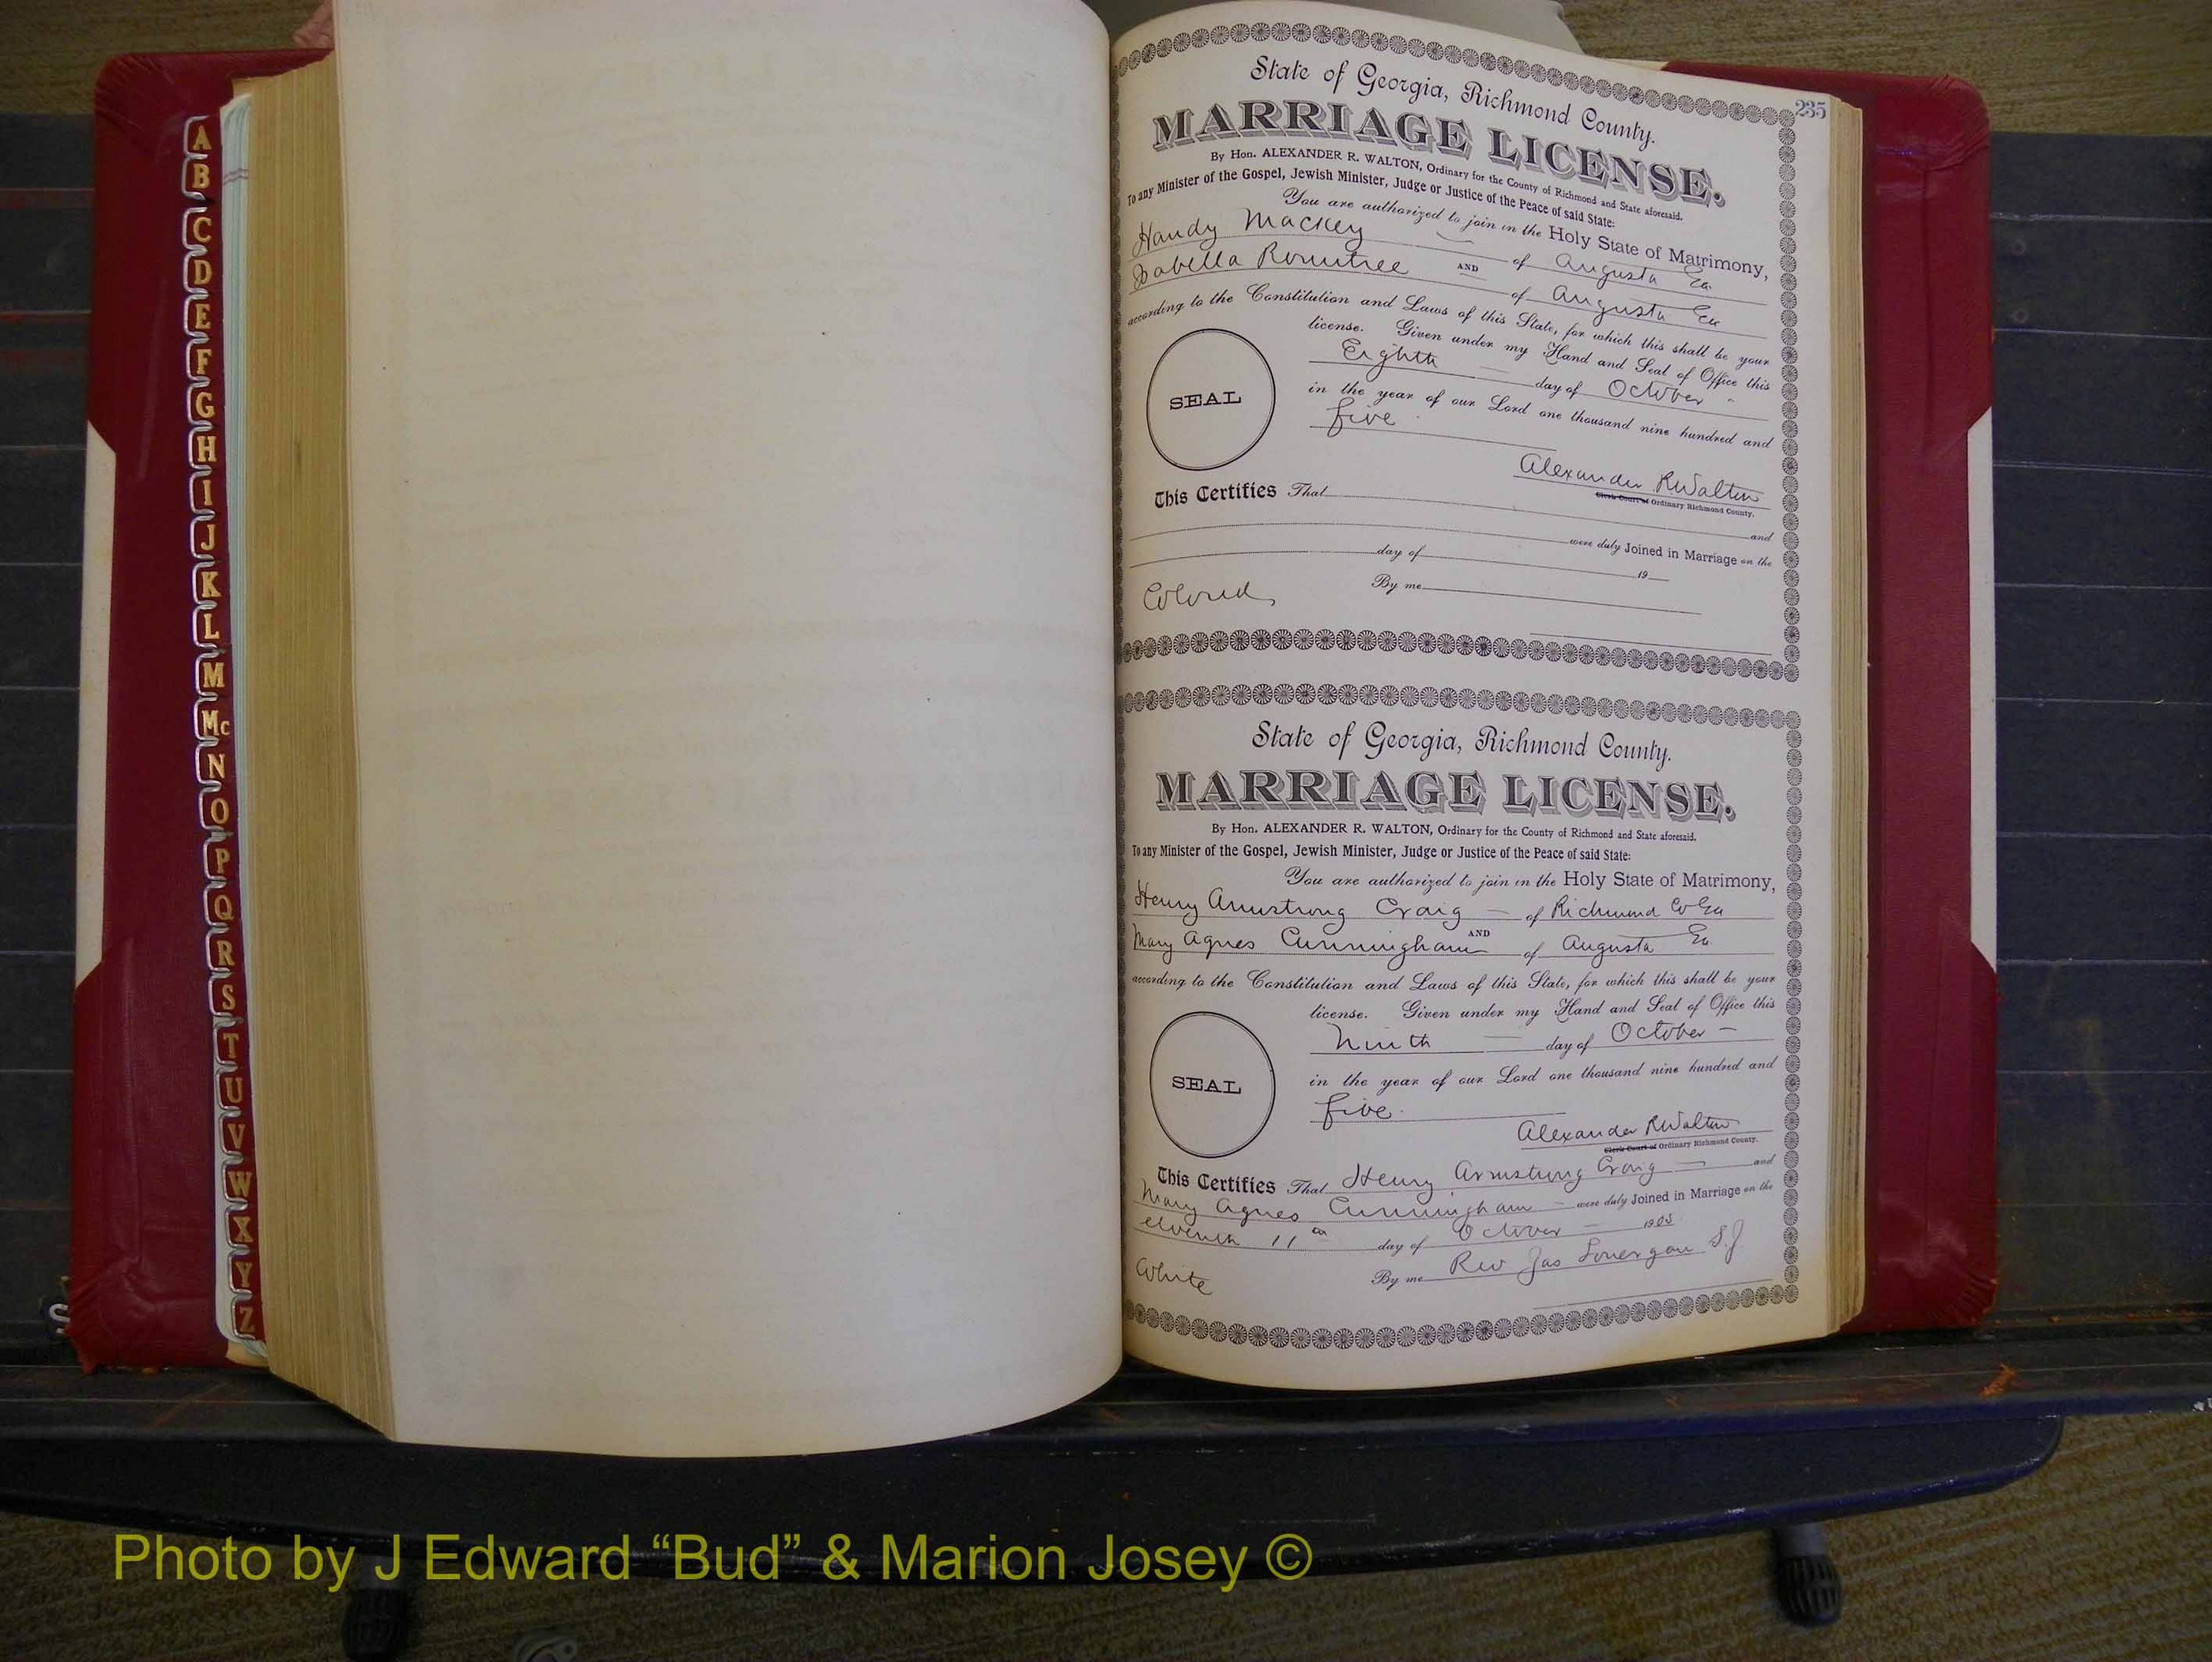 A
B
C
D
E
F
G
H
I
J
K
L
M
Mc
N
O
P
Q
R
S
T
U
V
W
X
Y
Z
235
State of Georgia, Richmond County.
MARRIAGE LICENSE.
By Hon. ALEXANDER R. WALTON, Ordinary for the County of Richmond and State aforesaid.
To any Minister of the Gospel, Jewish Minister, Judge or Justice of the Peace of said State:
You are authorized to join in the Holy State of Matrimony,
Handy Mackey — of Augusta Ga
AND
Isabella Rountree of Augusta Ga
according to the Constitution and Laws of this State, for which this shall be your
license. Given under my Hand and Seal of Office this
Eighth — day of October
in the year of our Lord one thousand nine hundred and
five
SEAL
Alexander R Walton
Clerk Court of Ordinary Richmond County.
This Certifies That
and
were duly Joined in Marriage on the
day of 19
Colored By me
State of Georgia, Richmond County.
MARRIAGE LICENSE.
By Hon. ALEXANDER R. WALTON, Ordinary for the County of Richmond and State aforesaid.
To any Minister of the Gospel, Jewish Minister, Judge or Justice of the Peace of said State:
You are authorized to join in the Holy State of Matrimony,
Henry Armstrong Craig — of Richmond Co Ga
AND
Mary Agnes Cunningham of Augusta Ga
according to the Constitution and Laws of this State, for which this shall be your
license. Given under my Hand and Seal of Office this
Ninth — day of October —
in the year of our Lord one thousand nine hundred and
five.
SEAL
Alexander R Walton
Clerk Court of Ordinary Richmond County.
This Certifies That Henry Armstrong Craig — and
Mary Agnes Cunningham — were duly Joined in Marriage on the
eleventh 11th day of October — 1905
White By me Rev Jas Lonergan S.J
Photo by J Edward “Bud” & Marion Josey ©